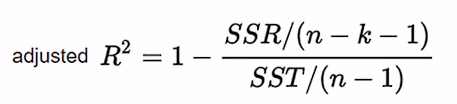 adjusted R² = 1 − SSR/(n − k − 1) / SST/(n − 1)